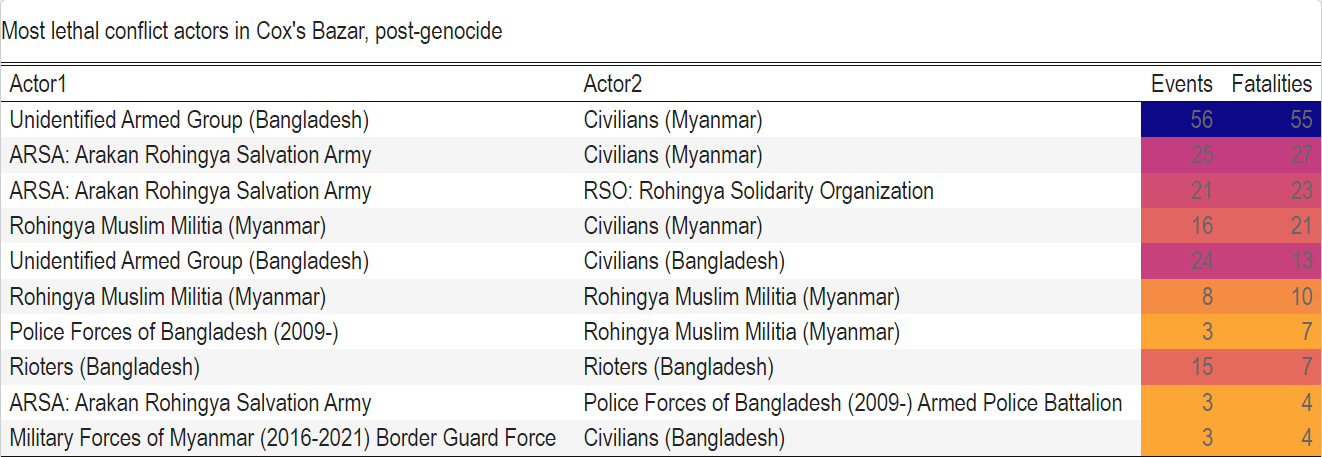 Most lethal conflict actors in Cox's Bazar, post-genocide
Actor1 Actor2 Events Fatalities
Unidentified Armed Group (Bangladesh) Civilians (Myanmar) 56 55
ARSA: Arakan Rohingya Salvation Army Civilians (Myanmar) 25 27
ARSA: Arakan Rohingya Salvation Army RSO: Rohingya Solidarity Organization 21 23
Rohingya Muslim Militia (Myanmar) Civilians (Myanmar) 16 21
Unidentified Armed Group (Bangladesh) Civilians (Bangladesh) 24 13
Rohingya Muslim Militia (Myanmar) Rohingya Muslim Militia (Myanmar) 8 10
Police Forces of Bangladesh (2009-) Rohingya Muslim Militia (Myanmar) 3 7
Rioters (Bangladesh) Rioters (Bangladesh) 15 7
ARSA: Arakan Rohingya Salvation Army Police Forces of Bangladesh (2009-) Armed Police Battalion 3 4
Military Forces of Myanmar (2016-2021) Border Guard Force Civilians (Bangladesh) 3 4